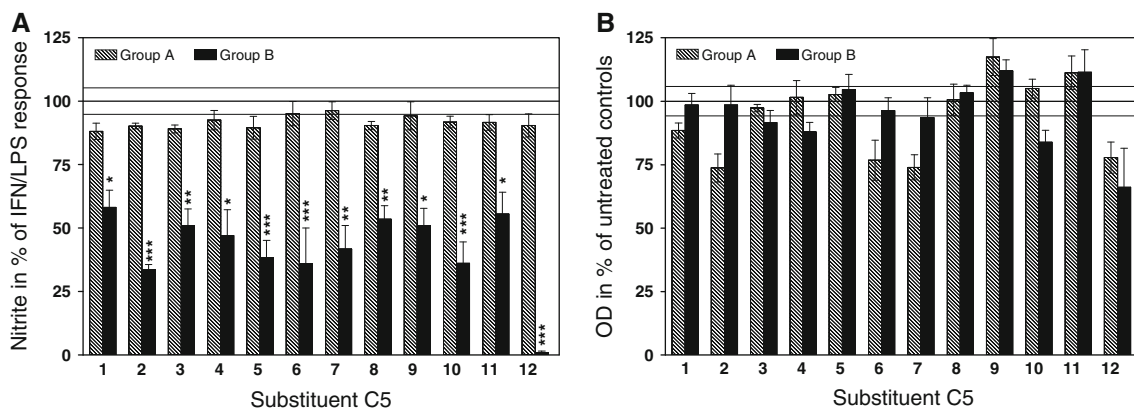 A
Nitrite in % of IFN/LPS response
125
100
75
50
25
0
Group A
Group B
*
***
**
*
***
***
**
**
*
***
*
***
1 2 3 4 5 6 7 8 9 10 11 12
Substituent C5
B
OD in % of untreated controls
125
100
75
50
25
0
Group A
Group B
1 2 3 4 5 6 7 8 9 10 11 12
Substituent C5